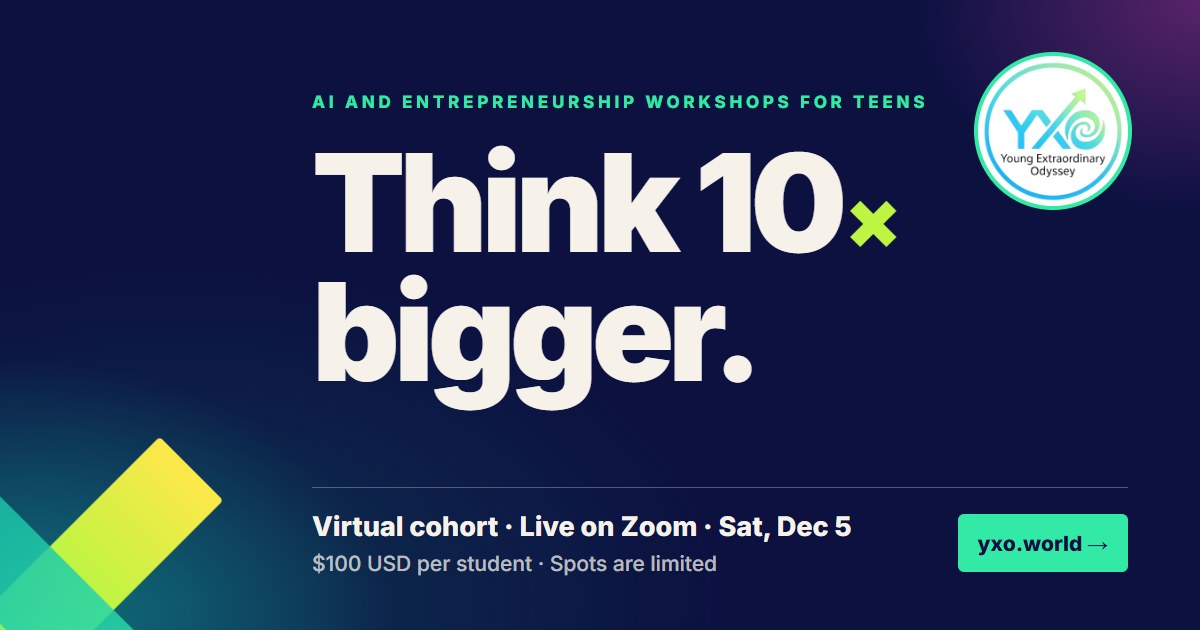 AI AND ENTREPRENEURSHIP WORKSHOPS FOR TEENS
YXO
Young Extraordinary
Odyssey
Think 10×
bigger.
Virtual cohort · Live on Zoom · Sat, Dec 5
$100 USD per student · Spots are limited
yxo.world →